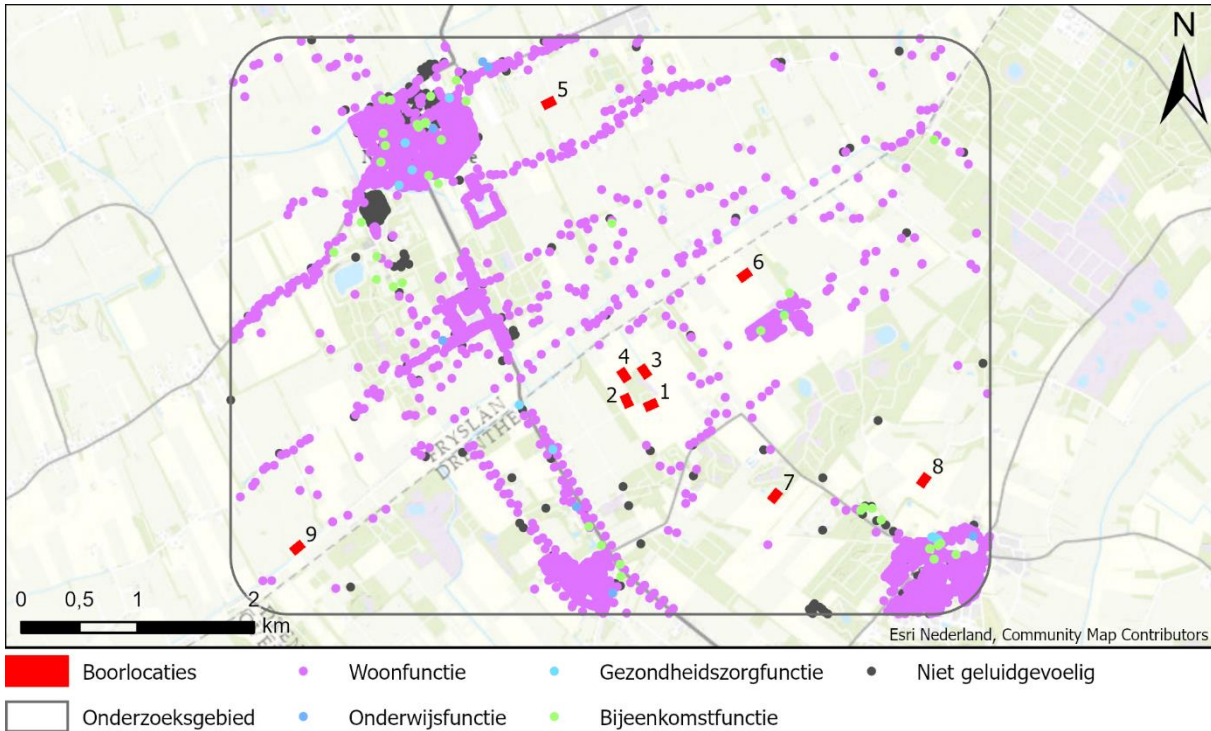 N
5
6
4
3
2
1
8
7
9
FRYSLÂN
DRENTHE
0 0,5 1 2
km
Esri Nederland, Community Map Contributors
Boorlocaties Woonfunctie Gezondheidszorgfunctie Niet geluidgevoelig
Onderzoeksgebied Onderwijsfunctie Bijeenkomstfunctie